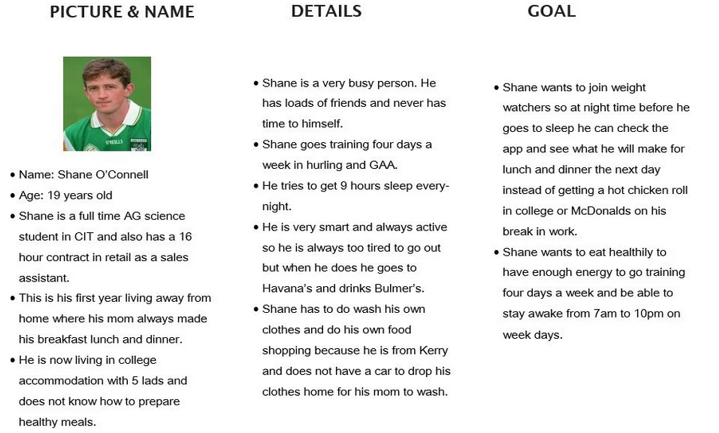 PICTURE & NAME
• Name: Shane O'Connell
• Age: 19 years old
• Shane is a full time AG science
student in CIT and also has a 16
hour contract in retail as a sales
assistant.
• This is his first year living away from
home where his mom always made
his breakfast lunch and dinner.
• He is now living in college
accommodation with 5 lads and
does not know how to prepare
healthy meals.
DETAILS
• Shane is a very busy person. He
has loads of friends and never has
time to himself.
• Shane goes training four days a
week in hurling and GAA.
• He tries to get 9 hours sleep every-
night.
• He is very smart and always active
so he is always too tired to go out
but when he does he goes to
Havana's and drinks Bulmer's.
• Shane has to do wash his own
clothes and do his own food
shopping because he is from Kerry
and does not have a car to drop his
clothes home for his mom to wash.
GOAL
• Shane wants to join weight
watchers so at night time before he
goes to sleep he can check the
app and see what he will make for
lunch and dinner the next day
instead of getting a hot chicken roll
in college or McDonalds on his
break in work.
• Shane wants to eat healthily to
have enough energy to go training
four days a week and be able to
stay awake from 7am to 10pm on
week days.